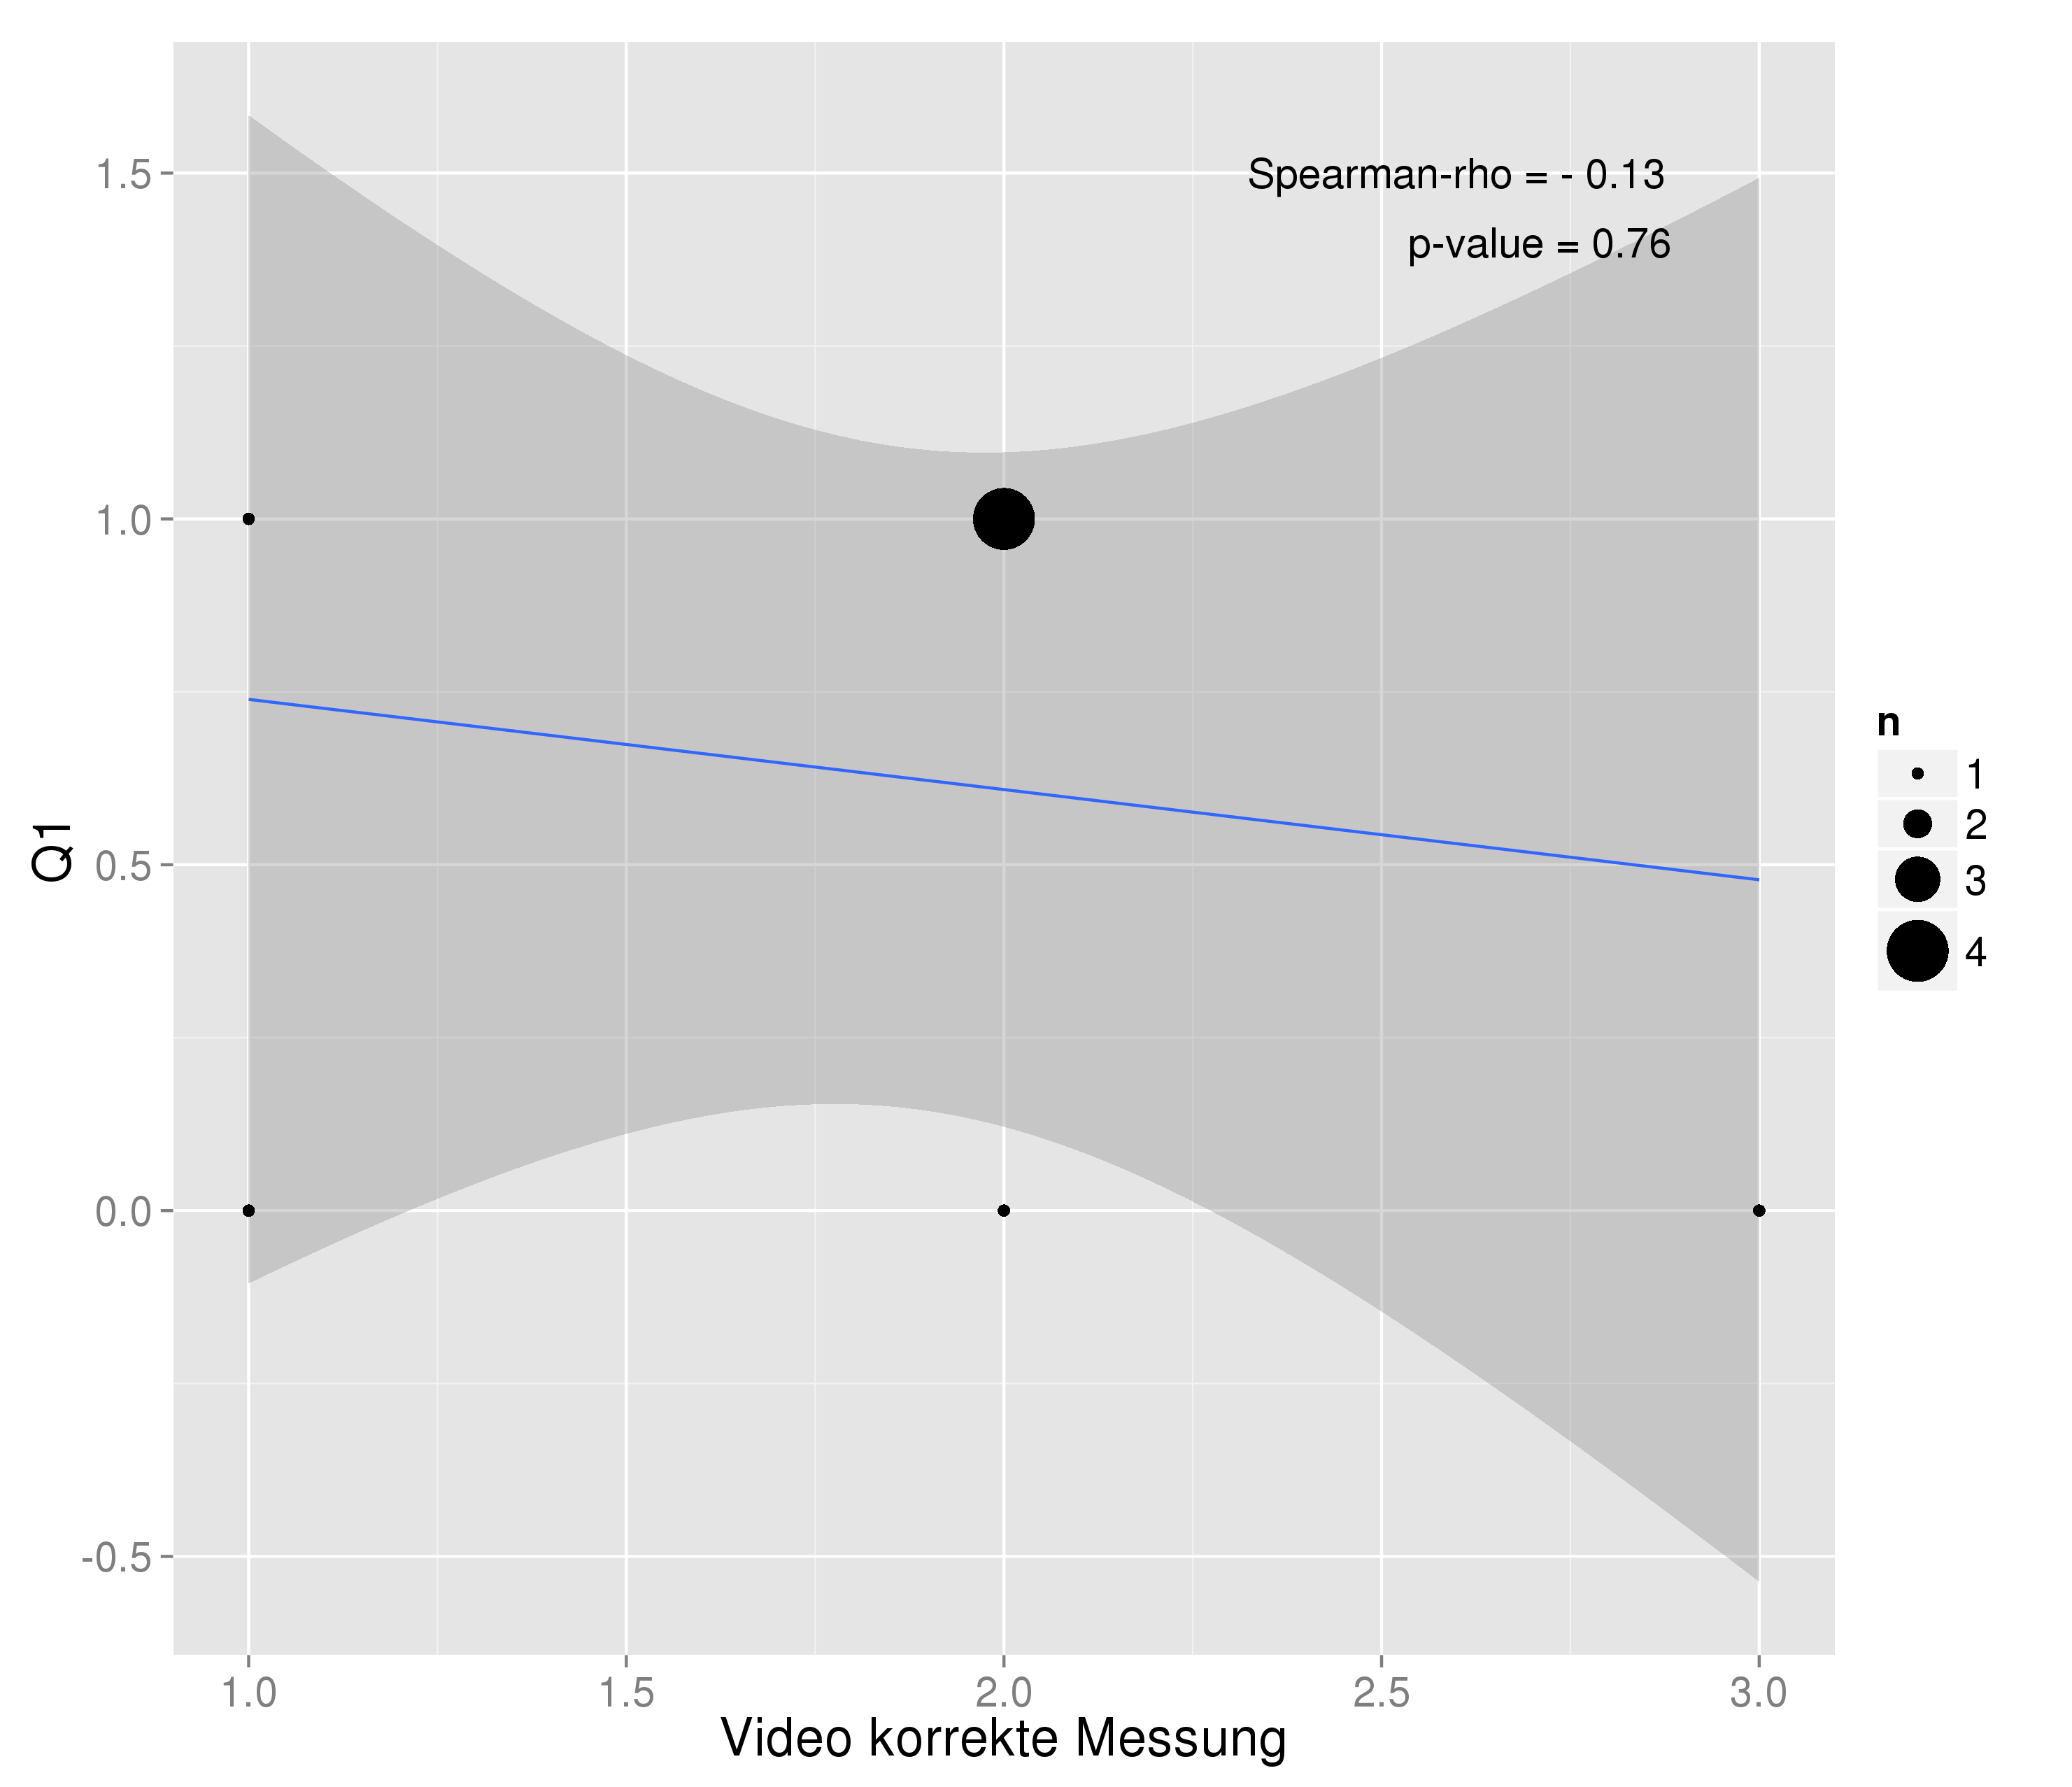 Spearman-rho = - 0.13
p-value = 0.76
1.5
1.0
0.5
0.0
-0.5
Q1
1.0 1.5 2.0 2.5 3.0
Video korrekte Messung
n
1
2
3
4